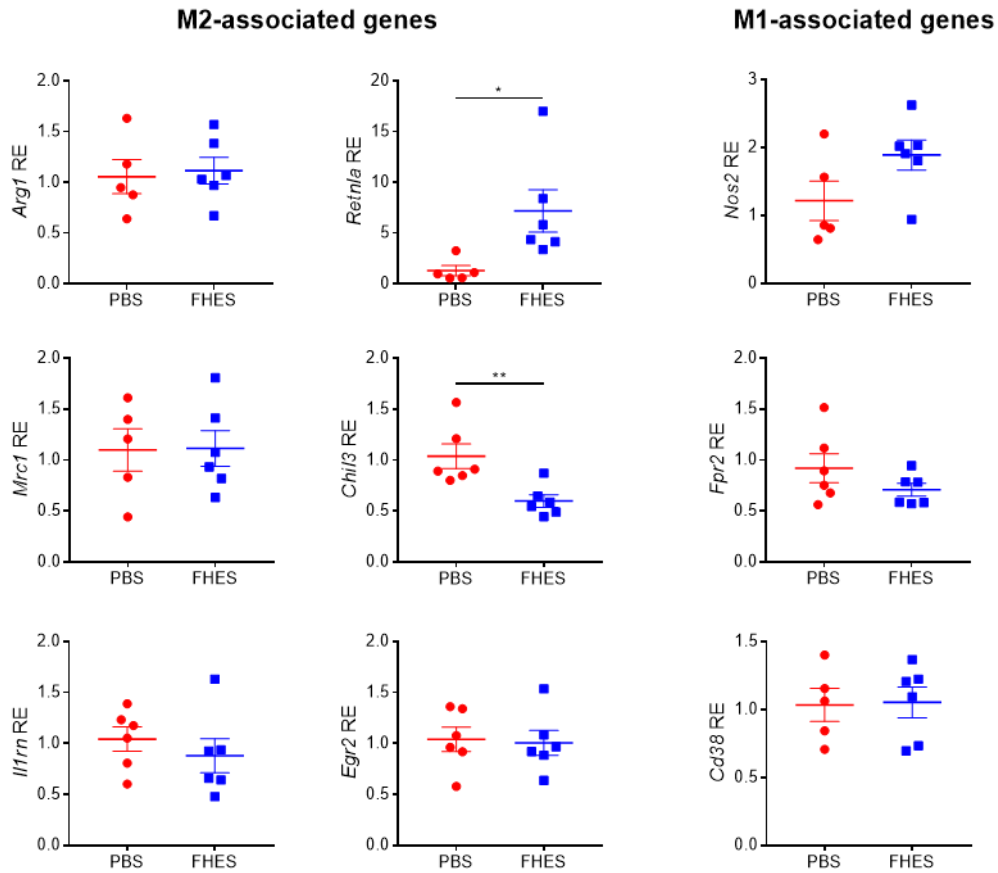 M2-associated genes
M1-associated genes
Arg1 RE
2.0
1.5
1.0
0.5
0.0
PBS FHES
Retnla RE
20
15
10
5
0
*
PBS FHES
Nos2 RE
3
2
1
0
PBS FHES
Mrc1 RE
2.0
1.5
1.0
0.5
0.0
PBS FHES
Chil3 RE
2.0
1.5
1.0
0.5
0.0
**
PBS FHES
Fpr2 RE
2.0
1.5
1.0
0.5
0.0
PBS FHES
Il1rn RE
2.0
1.5
1.0
0.5
0.0
PBS FHES
Egr2 RE
2.0
1.5
1.0
0.5
0.0
PBS FHES
Cd38 RE
1.5
1.0
0.5
0.0
PBS FHES